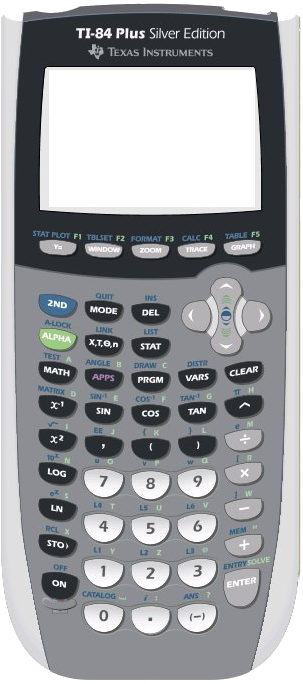 TI-84 Plus Silver Edition
TEXAS INSTRUMENTS
STAT PLOT F1 TBLSET F2 FORMAT F3 CALC F4 TABLE F5
Y= WINDOW ZOOM TRACE GRAPH
QUIT INS
2ND MODE DEL
A-LOCK LINK LIST
ALPHA X,T,Θ,n STAT
TEST A ANGLE B DRAW C DISTR
MATH APPS PRGM VARS CLEAR
MATRIX D SIN⁻¹ E COS⁻¹ F TAN⁻¹ G π H
x⁻¹ SIN COS TAN ^
√ I EE J { K } L e M
x² , ( ) ÷
10ˣ N u O v P w Q [ R
LOG 7 8 9 ×
eˣ S L4 T L5 U L6 V ] W
LN 4 5 6 −
RCL X L1 Y L2 Z L3 θ MEM "
STO› 1 2 3 +
OFF CATALOG i : ANS ? ENTRY SOLVE
ON 0 . (−) ENTER